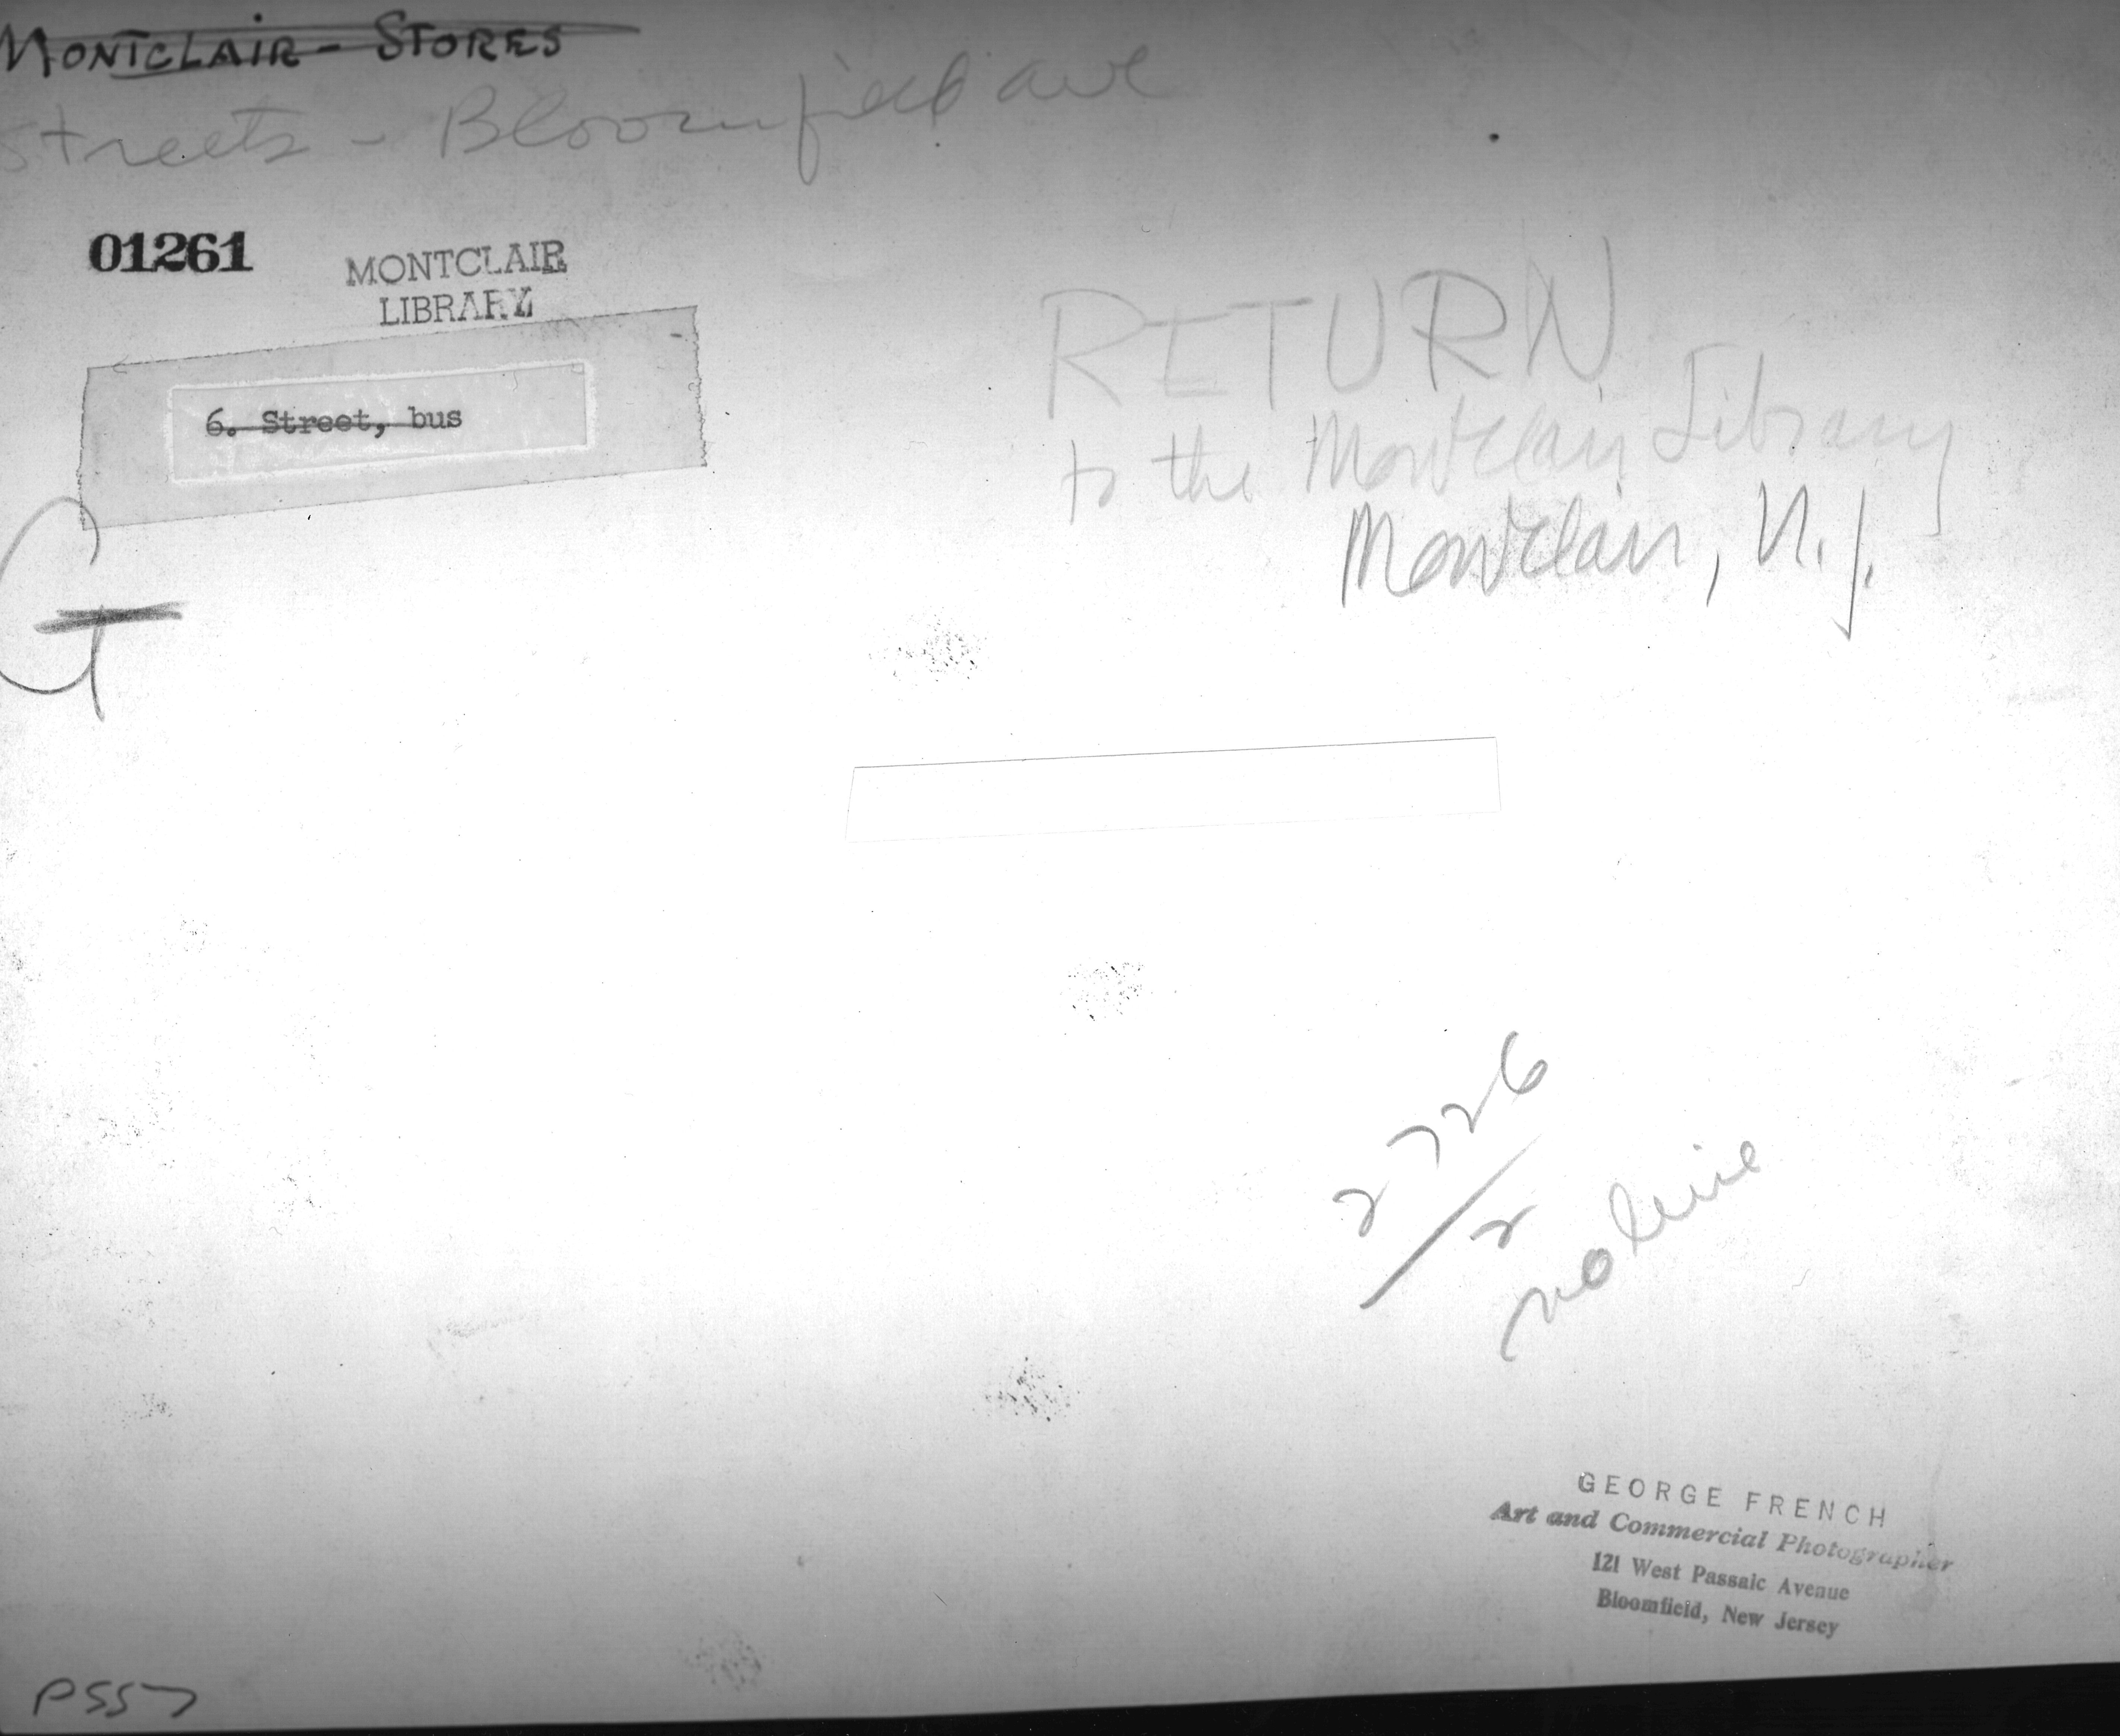 MONTCLAIR - STORES
Streets - Bloomfield ave
01261
MONTCLAIR
LIBRARY
6. Street, bus
RETURN
to the Montclair Library
Montclair, N.J.
G
2726
2
no line
GEORGE FRENCH
Art and Commercial Photographer
121 West Passaic Avenue
Bloomfield, New Jersey
P557